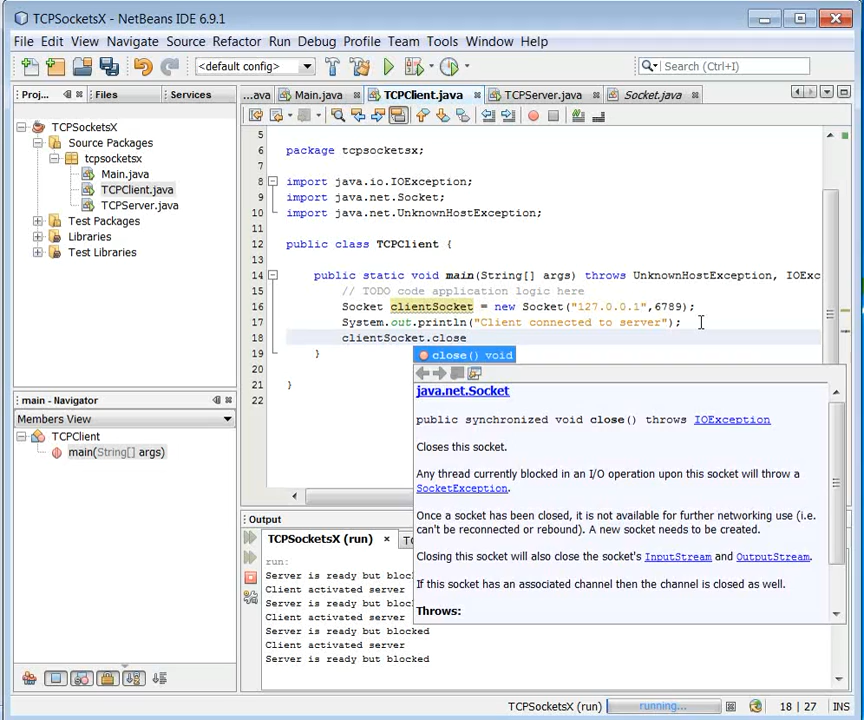 TCPSocketsX - NetBeans IDE 6.9.1
File Edit View Navigate Source Refactor Run Debug Profile Team Tools Window Help
<default config>
Search (Ctrl+I)
Proj... Files Services
...ava Main.java TCPClient.java TCPServer.java Socket.java
TCPSocketsX
Source Packages
tcpsocketsx
Main.java
TCPClient.java
TCPServer.java
Test Packages
Libraries
Test Libraries
main - Navigator
Members View
TCPClient
main(String[] args)
5
6 package tcpsocketsx;
7
8 import java.io.IOException;
9 import java.net.Socket;
10 import java.net.UnknownHostException;
11
12 public class TCPClient {
13
14 public static void main(String[] args) throws UnknownHostException, IOExc
15 // TODO code application logic here
16 Socket clientSocket = new Socket("127.0.0.1",6789);
17 System.out.println("Client connected to server");
18 clientSocket.close
19 }
20
21 }
22
close() void
java.net.Socket
public synchronized void close() throws IOException
Closes this socket.
Any thread currently blocked in an I/O operation upon this socket will throw a
SocketException.
Once a socket has been closed, it is not available for further networking use (i.e.
can't be reconnected or rebound). A new socket needs to be created.
Closing this socket will also close the socket's InputStream and OutputStream.
If this socket has an associated channel then the channel is closed as well.
Throws:
Output
TCPSocketsX (run) TC
run:
Server is ready but bloc
Client activated server
Server is ready but bloc
Client activated server
Server is ready but blocked
Client activated server
Server is ready but blocked
TCPSocketsX (run) running... 18 | 27 INS